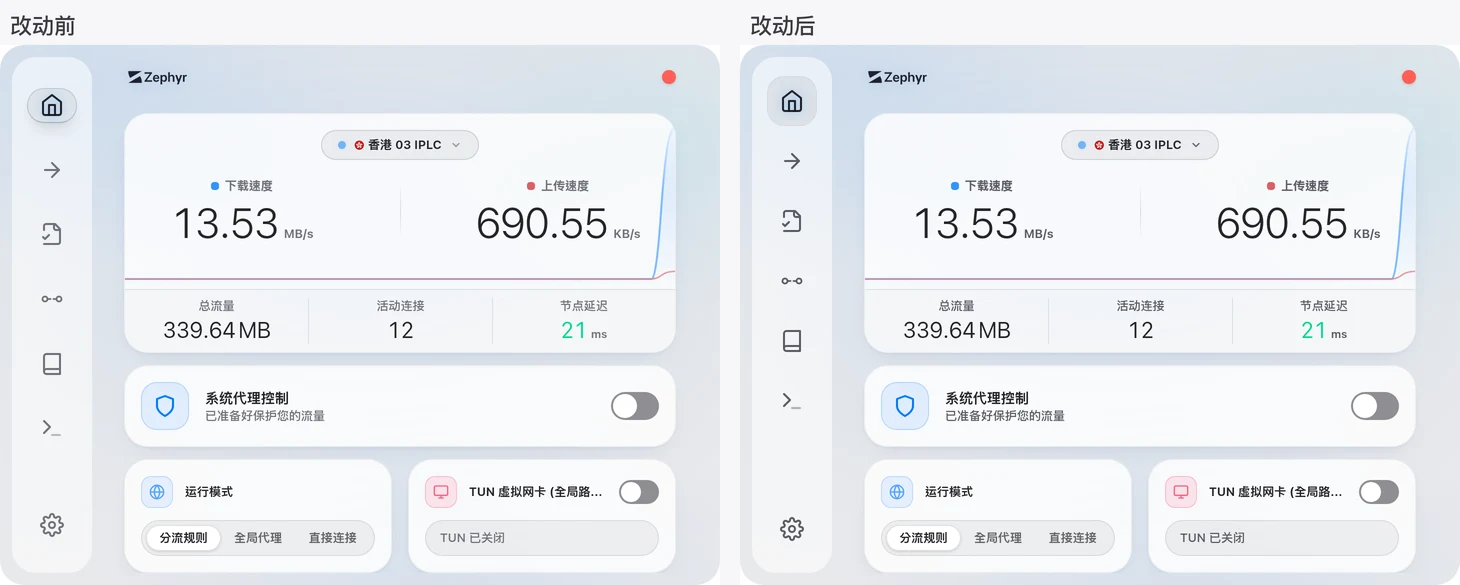 改动前
Zephyr
香港 03 IPLC
下载速度
13.53 MB/s
上传速度
690.55 KB/s
总流量
339.64 MB
活动连接
12
节点延迟
21 ms
系统代理控制
已准备好保护您的流量
运行模式
分流规则 全局代理 直接连接
TUN 虚拟网卡 (全局路...
TUN 已关闭
改动后
Zephyr
香港 03 IPLC
下载速度
13.53 MB/s
上传速度
690.55 KB/s
总流量
339.64 MB
活动连接
12
节点延迟
21 ms
系统代理控制
已准备好保护您的流量
运行模式
分流规则 全局代理 直接连接
TUN 虚拟网卡 (全局路...
TUN 已关闭